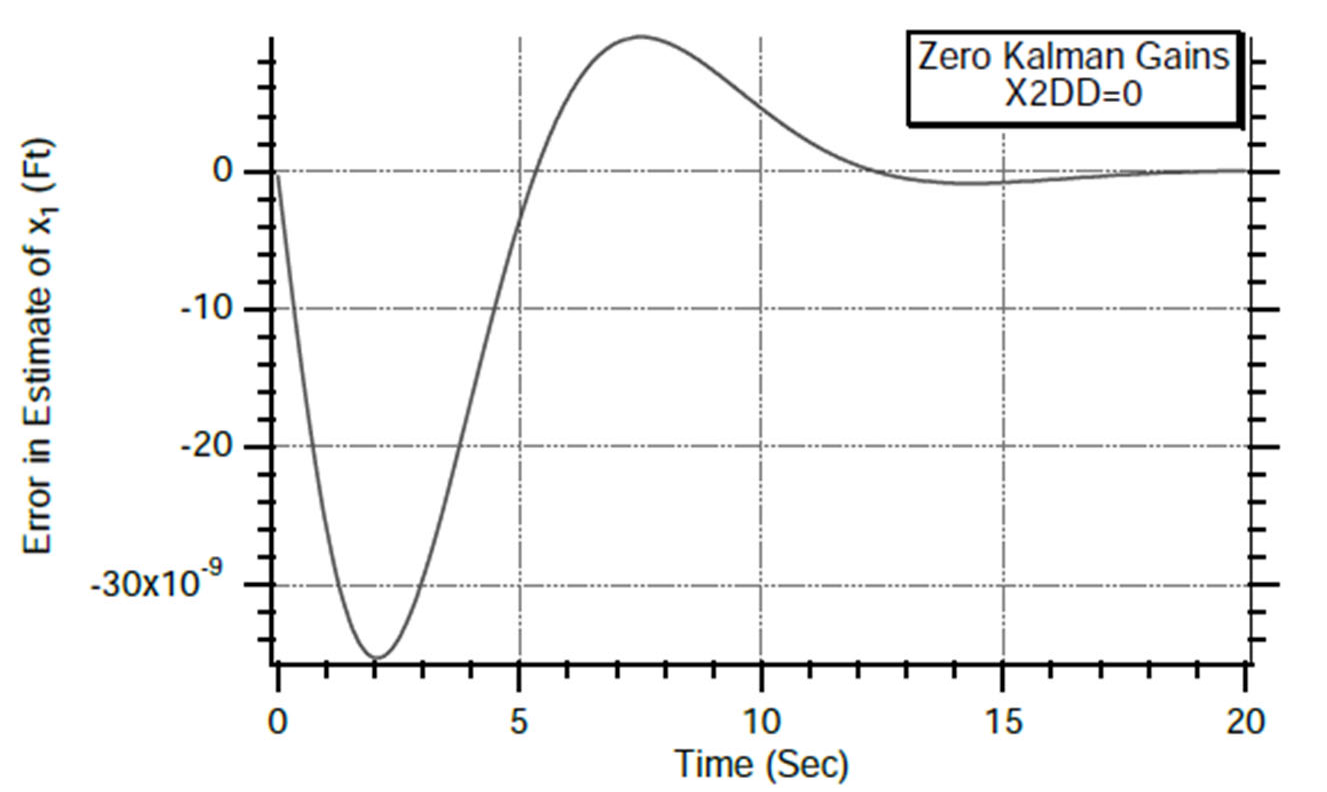 Zero Kalman Gains
X2DD=0
Error in Estimate of x₁ (Ft)
0
-10
-20
-30x10⁻⁹
0 5 10 15 20
Time (Sec)